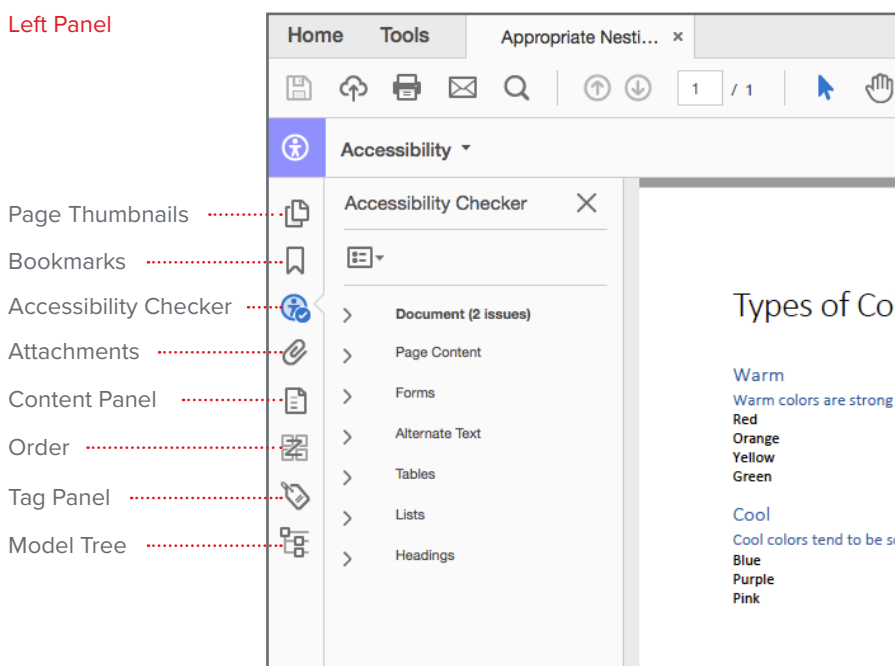 Left Panel
Page Thumbnails
Bookmarks
Accessibility Checker
Attachments
Content Panel
Order
Tag Panel
Model Tree
Home Tools Appropriate Nesti... ×
1 / 1
Accessibility
Accessibility Checker
Document (2 issues)
Page Content
Forms
Alternate Text
Tables
Lists
Headings
Types of Co
Warm
Warm colors are strong
Red
Orange
Yellow
Green
Cool
Cool colors tend to be s
Blue
Purple
Pink